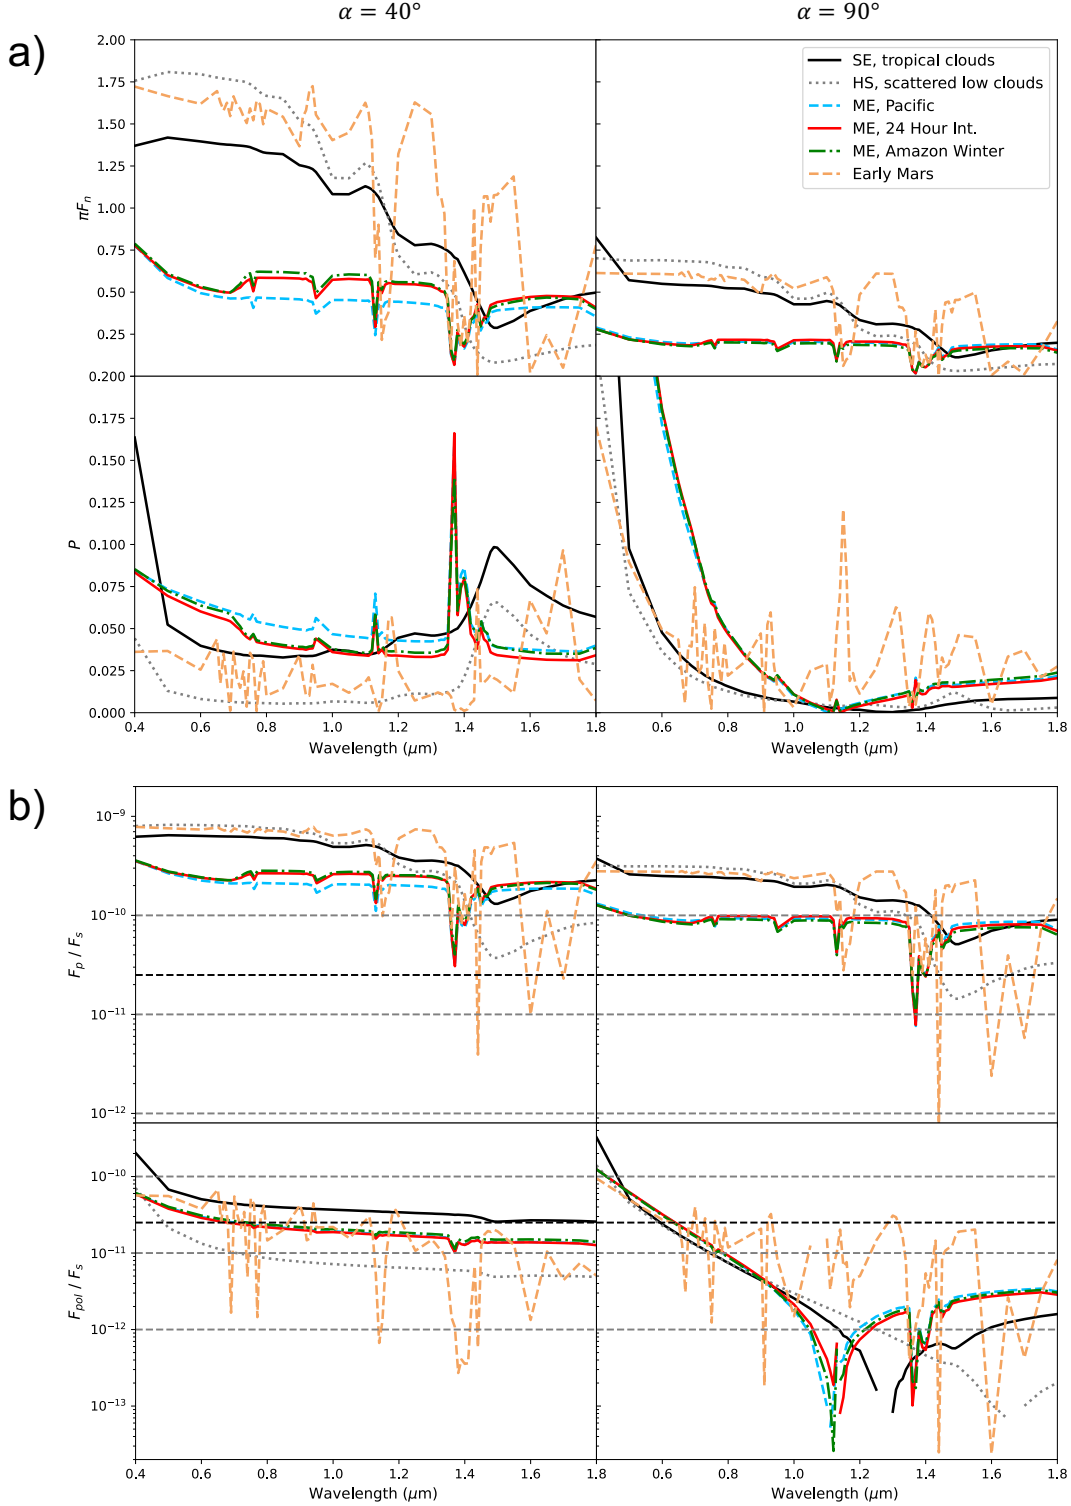 α = 40°
α = 90°
a)
2.00
1.75
1.50
1.25
1.00
0.75
0.50
0.25
πFₙ
SE, tropical clouds
HS, scattered low clouds
ME, Pacific
ME, 24 Hour Int.
ME, Amazon Winter
Early Mars
0.200
0.175
0.150
0.125
0.100
0.075
0.050
0.025
0.000
P
0.4 0.6 0.8 1.0 1.2 1.4 1.6 1.8
0.6 0.8 1.0 1.2 1.4 1.6 1.8
Wavelength (μm)
Wavelength (μm)
b)
10⁻⁹
10⁻¹⁰
10⁻¹¹
10⁻¹²
Fₚ / Fₛ
10⁻¹⁰
10⁻¹¹
10⁻¹²
10⁻¹³
Fₚₒₗ / Fₛ
0.4 0.6 0.8 1.0 1.2 1.4 1.6 1.8
0.6 0.8 1.0 1.2 1.4 1.6 1.8
Wavelength (μm)
Wavelength (μm)